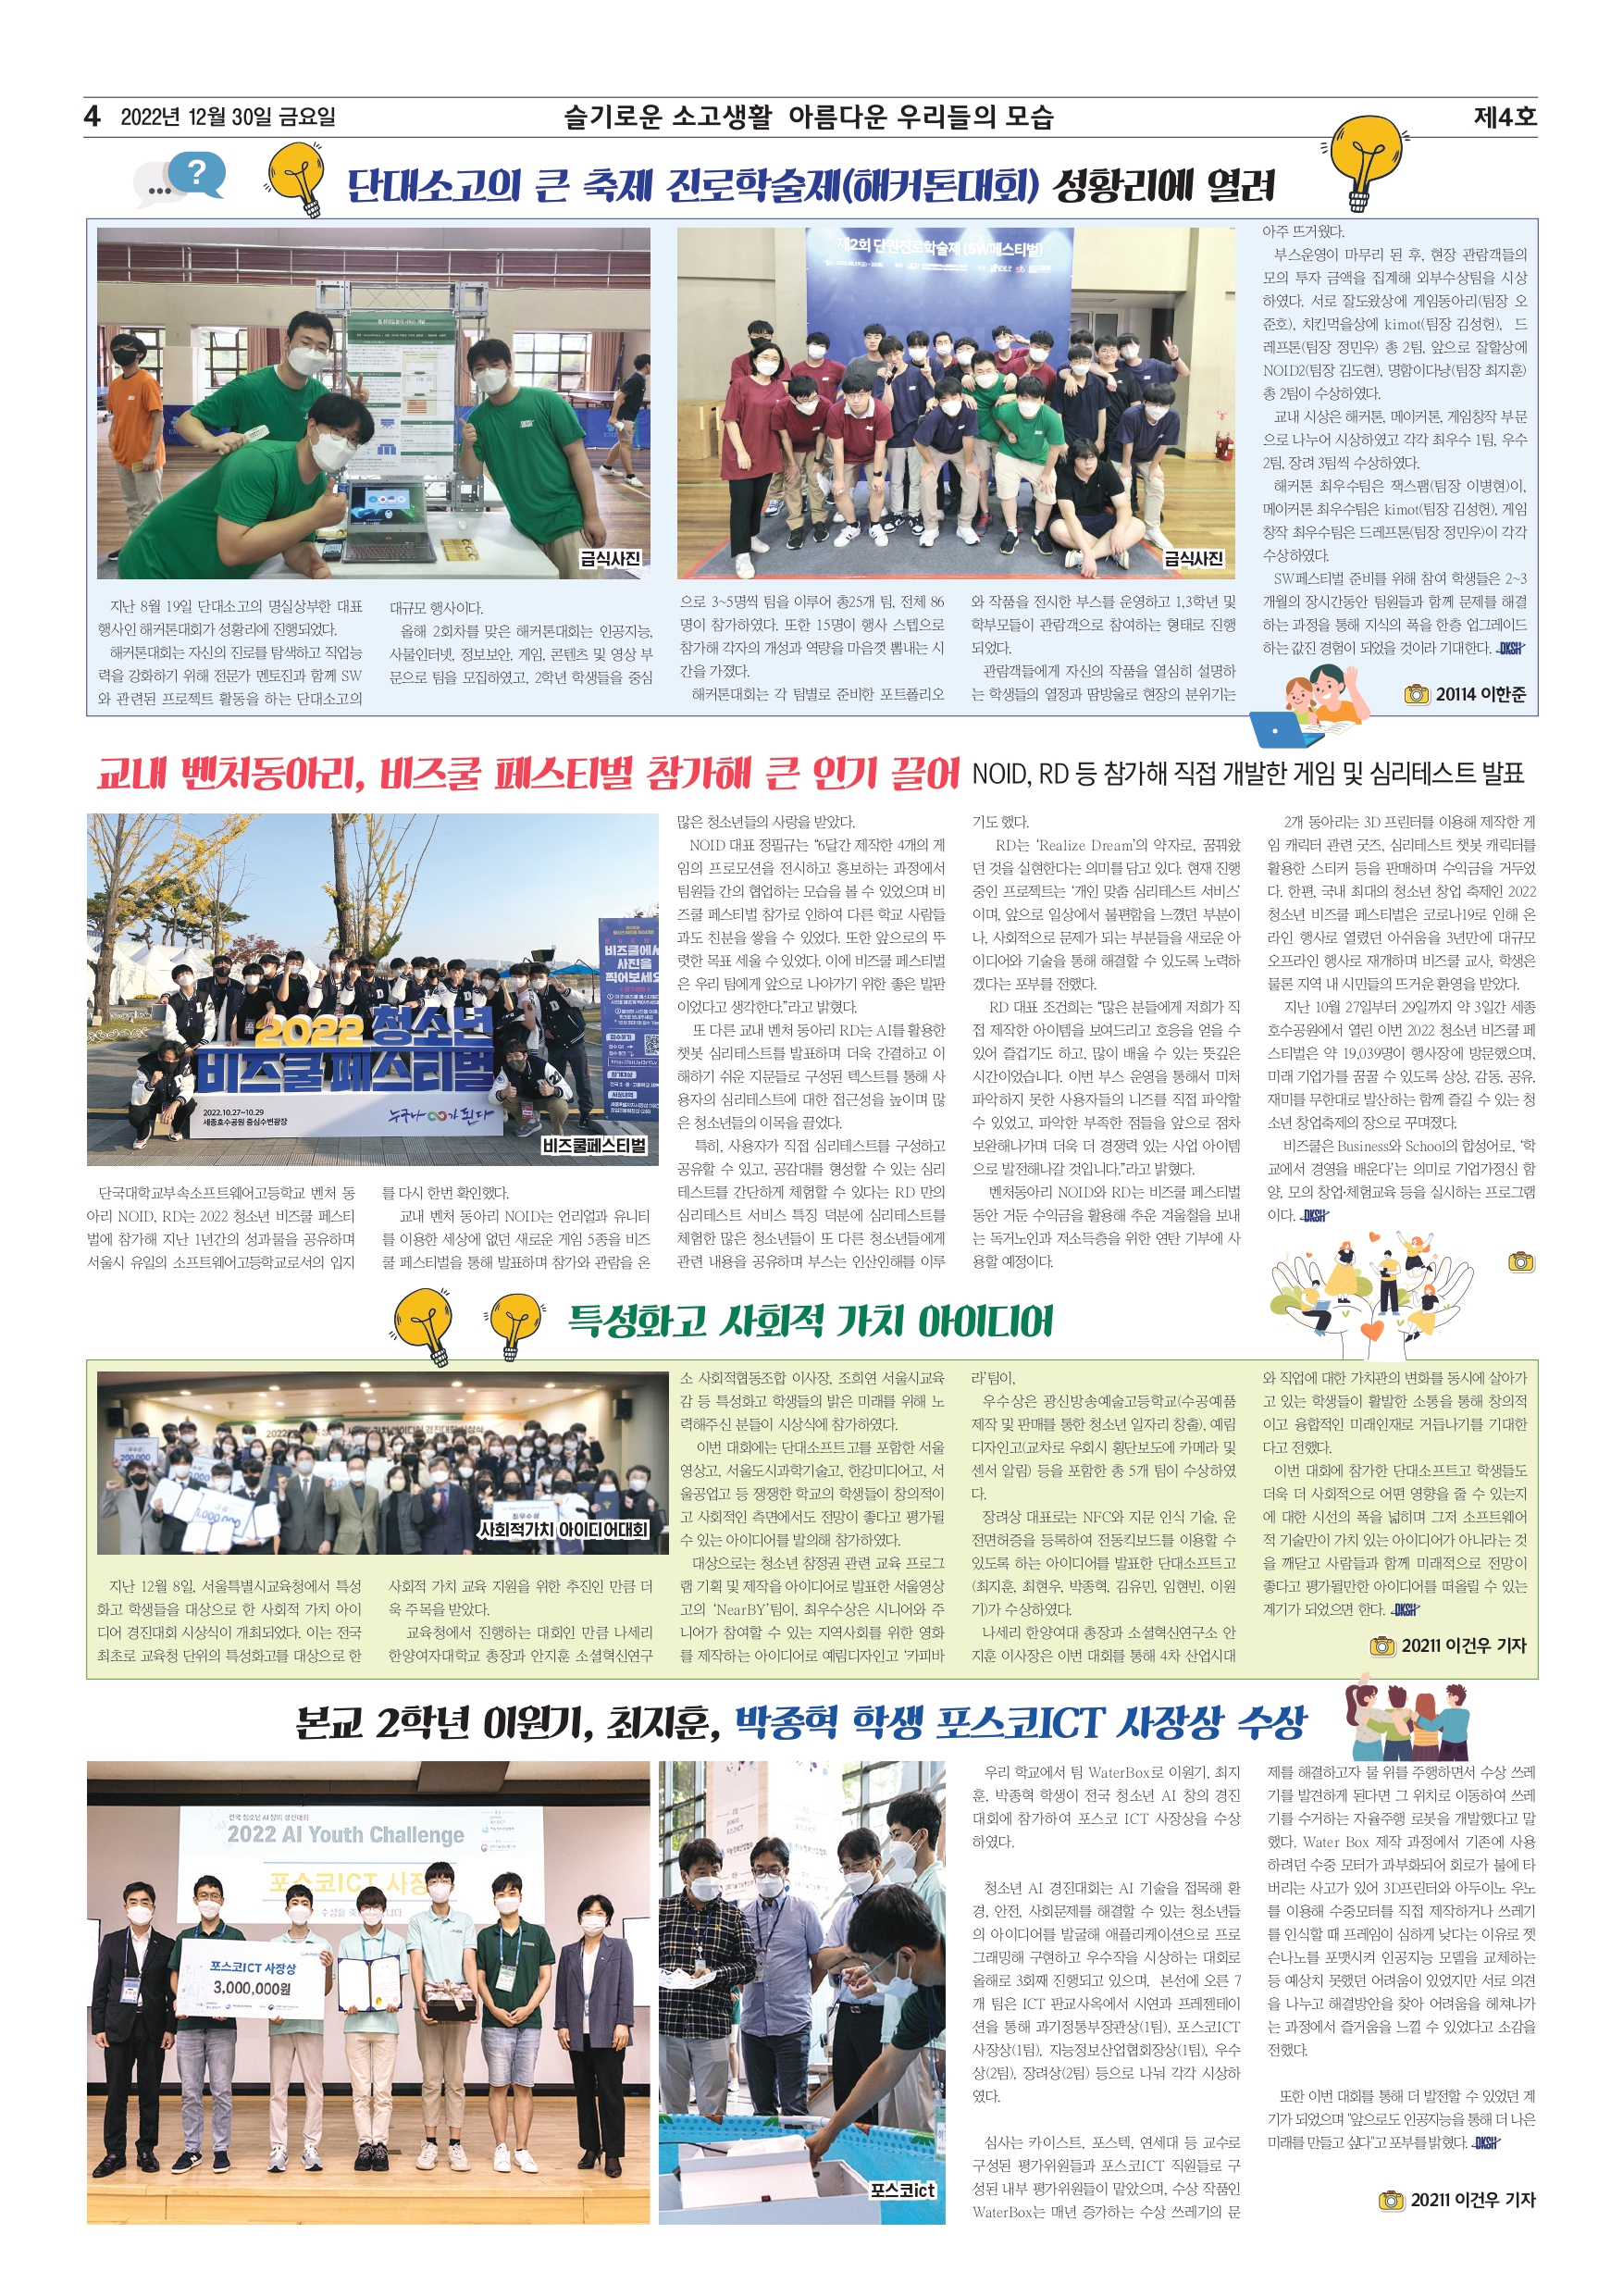 4 2022년 12월 30일 금요일
슬기로운 소고생활 아름다운 우리들의 모습
제4호
단대소고의 큰 축제 진로학술제(해커톤대회) 성황리에 열려
제2회 단원진로학술제 (SW페스티벌)
급식사진
급식사진
지난 8월 19일 단대소고의 명실상부한 대표
행사인 해커톤대회가 성황리에 진행되었다.
해커톤대회는 자신의 진로를 탐색하고 직업능
력을 강화하기 위해 전문가 멘토진과 함께 SW
와 관련된 프로젝트 활동을 하는 단대소고의
대규모 행사이다.
올해 2회차를 맞은 해커톤대회는 인공지능,
사물인터넷, 정보보안, 게임, 콘텐츠 및 영상 부
문으로 팀을 모집하였고, 2학년 학생들을 중심
으로 3~5명씩 팀을 이루어 총25개 팀, 전체 86
명이 참가하였다. 또한 15명이 행사 스텝으로
참가해 각자의 개성과 역량을 마음껏 뽐내는 시
간을 가졌다.
해커톤대회는 각 팀별로 준비한 포트폴리오
와 작품을 전시한 부스를 운영하고 1,3학년 및
학부모들이 관람객으로 참여하는 형태로 진행
되었다.
관람객들에게 자신의 작품을 열심히 설명하
는 학생들의 열정과 땀방울로 현장의 분위기는
아주 뜨거웠다.
부스운영이 마무리 된 후, 현장 관람객들의
모의 투자 금액을 집계해 외부수상팀을 시상
하였다. 서로 잘도왔상에 게임동아리(팀장 오
준호), 치킨먹을상에 kimot(팀장 김성헌), 드
레프톤(팀장 정민우) 총 2팀, 앞으로 잘할상에
NOID2(팀장 김도현), 명함이다냥(팀장 최지훈)
총 2팀이 수상하였다.
교내 시상은 해커톤, 메이커톤, 게임창작 부문
으로 나누어 시상하였고 각각 최우수 1팀, 우수
2팀, 장려 3팀씩 수상하였다.
해커톤 최우수팀은 잭스팸(팀장 이병현)이,
메이커톤 최우수팀은 kimot(팀장 김성헌), 게임
창작 최우수팀은 드레프톤(팀장 정민우)이 각각
수상하였다.
SW페스티벌 준비를 위해 참여 학생들은 2~3
개월의 장시간동안 팀원들과 함께 문제를 해결
하는 과정을 통해 지식의 폭을 한층 업그레이드
하는 값진 경험이 되었을 것이라 기대한다. DKSH
20114 이한준
교내 벤처동아리, 비즈쿨 페스티벌 참가해 큰 인기 끌어 NOID, RD 등 참가해 직접 개발한 게임 및 심리테스트 발표
비즈쿨에서
사진을
찍어보세요
2022 청소년
비즈쿨 페스티벌
2022.10.27~10.29
세종호수공원 중심수변광장
누구나 가 된다
비즈쿨페스티벌
단국대학교부속소프트웨어고등학교 벤처 동
아리 NOID, RD는 2022 청소년 비즈쿨 페스티
벌에 참가해 지난 1년간의 성과물을 공유하며
서울시 유일의 소프트웨어고등학교로서의 입지
를 다시 한번 확인했다.
교내 벤처 동아리 NOID는 언리얼과 유니티
를 이용한 세상에 없던 새로운 게임 5종을 비즈
쿨 페스티벌을 통해 발표하며 참가와 관람을 온
많은 청소년들의 사랑을 받았다.
NOID 대표 정필규는 “6달간 제작한 4개의 게
임의 프로모션을 전시하고 홍보하는 과정에서
팀원들 간의 협업하는 모습을 볼 수 있었으며 비
즈쿨 페스티벌 참가로 인하여 다른 학교 사람들
과도 친분을 쌓을 수 있었다. 또한 앞으로의 뚜
렷한 목표 세울 수 있었다. 이에 비즈쿨 페스티벌
은 우리 팀에게 앞으로 나아가기 위한 좋은 발판
이었다고 생각한다.”라고 밝혔다.
또 다른 교내 벤처 동아리 RD는 AI를 활용한
챗봇 심리테스트를 발표하며 더욱 간결하고 이
해하기 쉬운 지문들로 구성된 텍스트를 통해 사
용자의 심리테스트에 대한 접근성을 높이며 많
은 청소년들의 이목을 끌었다.
특히, 사용자가 직접 심리테스트를 구성하고
공유할 수 있고, 공감대를 형성할 수 있는 심리
테스트를 간단하게 체험할 수 있다는 RD 만의
심리테스트 서비스 특징 덕분에 심리테스트를
체험한 많은 청소년들이 또 다른 청소년들에게
관련 내용을 공유하며 부스는 인산인해를 이루
기도 했다.
RD는 ‘Realize Dream’의 약자로, 꿈꿔왔
던 것을 실현한다는 의미를 담고 있다. 현재 진행
중인 프로젝트는 ‘개인 맞춤 심리테스트 서비스’
이며, 앞으로 일상에서 불편함을 느꼈던 부분이
나, 사회적으로 문제가 되는 부분들을 새로운 아
이디어와 기술을 통해 해결할 수 있도록 노력하
겠다는 포부를 전했다.
RD 대표 조건희는 “많은 분들에게 저희가 직
접 제작한 아이템을 보여드리고 호응을 얻을 수
있어 즐겁기도 하고, 많이 배울 수 있는 뜻깊은
시간이었습니다. 이번 부스 운영을 통해서 미처
파악하지 못한 사용자들의 니즈를 직접 파악할
수 있었고, 파악한 부족한 점들을 앞으로 점차
보완해나가며 더욱 더 경쟁력 있는 사업 아이템
으로 발전해나갈 것입니다.”라고 밝혔다.
벤처동아리 NOID와 RD는 비즈쿨 페스티벌
동안 거둔 수익금을 활용해 추운 겨울철을 보내
는 독거노인과 저소득층을 위한 연탄 기부에 사
용할 예정이다.
2개 동아리는 3D 프린터를 이용해 제작한 게
임 캐릭터 관련 굿즈, 심리테스트 챗봇 캐릭터를
활용한 스티커 등을 판매하며 수익금을 거두었
다. 한편, 국내 최대의 청소년 창업 축제인 2022
청소년 비즈쿨 페스티벌은 코로나19로 인해 온
라인 행사로 열렸던 아쉬움을 3년만에 대규모
오프라인 행사로 재개하며 비즈쿨 교사, 학생은
물론 지역 내 시민들의 뜨거운 환영을 받았다.
지난 10월 27일부터 29일까지 약 3일간 세종
호수공원에서 열린 이번 2022 청소년 비즈쿨 페
스티벌은 약 19,039명이 행사장에 방문했으며,
미래 기업가를 꿈꿀 수 있도록 상상, 감동, 공유,
재미를 무한대로 발산하는 함께 즐길 수 있는 청
소년 창업축제의 장으로 꾸며졌다.
비즈쿨은 Business와 School의 합성어로, ‘학
교에서 경영을 배운다’는 의미로 기업가정신 함
양, 모의 창업·체험교육 등을 실시하는 프로그램
이다. DKSH
특성화고 사회적 가치 아이디어
사회적가치 아이디어대회
지난 12월 8일, 서울특별시교육청에서 특성
화고 학생들을 대상으로 한 사회적 가치 아이
디어 경진대회 시상식이 개최되었다. 이는 전국
최초로 교육청 단위의 특성화고를 대상으로 한
사회적 가치 교육 지원을 위한 추진인 만큼 더
욱 주목을 받았다.
교육청에서 진행하는 대회인 만큼 나세리
한양여자대학교 총장과 안지훈 소셜혁신연구
소 사회적협동조합 이사장, 조희연 서울시교육
감 등 특성화고 학생들의 밝은 미래를 위해 노
력해주신 분들이 시상식에 참가하였다.
이번 대회에는 단대소프트고를 포함한 서울
영상고, 서울도시과학기술고, 한강미디어고, 서
울공업고 등 쟁쟁한 학교의 학생들이 창의적이
고 사회적인 측면에서도 전망이 좋다고 평가될
수 있는 아이디어를 발의해 참가하였다.
대상으로는 청소년 참정권 관련 교육 프로그
램 기획 및 제작을 아이디어로 발표한 서울영상
고의 ‘NearBY’팀이, 최우수상은 시니어와 주
니어가 참여할 수 있는 지역사회를 위한 영화
를 제작하는 아이디어로 예림디자인고 ‘카피바
라’팀이,
우수상은 광신방송예술고등학교(수공예품
제작 및 판매를 통한 청소년 일자리 창출), 예림
디자인고(교차로 우회시 횡단보도에 카메라 및
센서 알림) 등을 포함한 총 5개 팀이 수상하였
다.
장려상 대표로는 NFC와 지문 인식 기술, 운
전면허증을 등록하여 전동킥보드를 이용할 수
있도록 하는 아이디어를 발표한 단대소프트고
(최지훈, 최현우, 박종혁, 김유민, 임현빈, 이원
기)가 수상하였다.
나세리 한양여대 총장과 소셜혁신연구소 안
지훈 이사장은 이번 대회를 통해 4차 산업시대
와 직업에 대한 가치관의 변화를 동시에 살아가
고 있는 학생들이 활발한 소통을 통해 창의적
이고 융합적인 미래인재로 거듭나기를 기대한
다고 전했다.
이번 대회에 참가한 단대소프트고 학생들도
더욱 더 사회적으로 어떤 영향을 줄 수 있는지
에 대한 시선의 폭을 넓히며 그저 소프트웨어
적 기술만이 가치 있는 아이디어가 아니라는 것
을 깨닫고 사람들과 함께 미래적으로 전망이
좋다고 평가될만한 아이디어를 떠올릴 수 있는
계기가 되었으면 한다. DKSH
20211 이건우 기자
본교 2학년 이원기, 최지훈, 박종혁 학생 포스코ICT 사장상 수상
전국 청소년 AI 창의 경진대회
2022 AI Youth Challenge
포스코ICT 사장
포스코ICT 사장상
3,000,000원
포스코ict
우리 학교에서 팀 WaterBox로 이원기, 최지
훈, 박종혁 학생이 전국 청소년 AI 창의 경진
대회에 참가하여 포스코 ICT 사장상을 수상
하였다.
청소년 AI 경진대회는 AI 기술을 접목해 환
경, 안전, 사회문제를 해결할 수 있는 청소년들
의 아이디어를 발굴해 애플리케이션으로 프로
그래밍해 구현하고 우수작을 시상하는 대회로
올해로 3회째 진행되고 있으며, 본선에 오른 7
개 팀은 ICT 판교사옥에서 시연과 프레젠테이
션을 통해 과기정통부장관상(1팀), 포스코ICT
사장상(1팀), 지능정보산업협회장상(1팀), 우수
상(2팀), 장려상(2팀) 등으로 나눠 각각 시상하
였다.
심사는 카이스트, 포스텍, 연세대 등 교수로
구성된 평가위원들과 포스코ICT 직원들로 구
성된 내부 평가위원들이 맡았으며, 수상 작품인
WaterBox는 매년 증가하는 수상 쓰레기의 문
제를 해결하고자 물 위를 주행하면서 수상 쓰레
기를 발견하게 된다면 그 위치로 이동하여 쓰레
기를 수거하는 자율주행 로봇을 개발했다고 말
했다. Water Box 제작 과정에서 기존에 사용
하려던 수중 모터가 과부화되어 회로가 불에 타
버리는 사고가 있어 3D프린터와 아두이노 우노
를 이용해 수중모터를 직접 제작하거나 쓰레기
를 인식할 때 프레임이 심하게 낮다는 이유로 젯
슨나노를 포맷시켜 인공지능 모델을 교체하는
등 예상치 못했던 어려움이 있었지만 서로 의견
을 나누고 해결방안을 찾아 어려움을 헤쳐나가
는 과정에서 즐거움을 느낄 수 있었다고 소감을
전했다.
또한 이번 대회를 통해 더 발전할 수 있었던 계
기가 되었으며 "앞으로도 인공지능을 통해 더 나은
미래를 만들고 싶다"고 포부를 밝혔다. DKSH
20211 이건우 기자